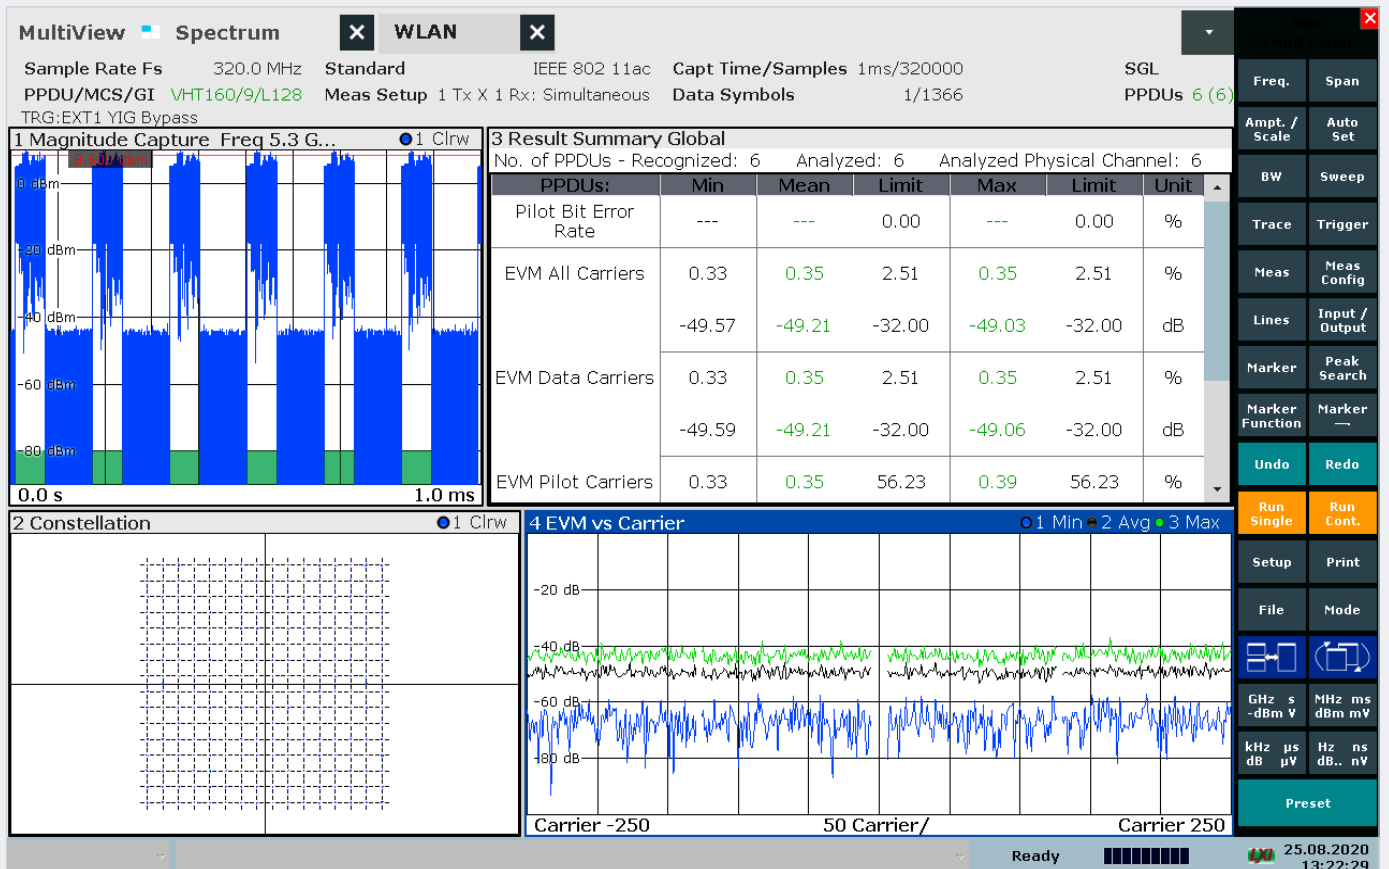 MultiView Spectrum WLAN
Sample Rate Fs 320.0 MHz Standard IEEE 802 11ac Capt Time/Samples 1ms/320000 SGL
PPDU/MCS/GI VHT160/9/L128 Meas Setup 1 Tx X 1 Rx: Simultaneous Data Symbols 1/1366 PPDUs 6 (6)
TRG:EXT1 YIG Bypass
1 Magnitude Capture Freq 5.3 G... 1 Clrw
9.500 dBm
0 dBm
-20 dBm
-40 dBm
-60 dBm
-80 dBm
0.0 s 1.0 ms
3 Result Summary Global
No. of PPDUs - Recognized: 6 Analyzed: 6 Analyzed Physical Channel: 6
PPDUs: Min Mean Limit Max Limit Unit
Pilot Bit Error
Rate --- --- 0.00 --- 0.00 %
EVM All Carriers 0.33 0.35 2.51 0.35 2.51 %
-49.57 -49.21 -32.00 -49.03 -32.00 dB
EVM Data Carriers 0.33 0.35 2.51 0.35 2.51 %
-49.59 -49.21 -32.00 -49.06 -32.00 dB
EVM Pilot Carriers 0.33 0.35 56.23 0.39 56.23 %
2 Constellation 1 Clrw
4 EVM vs Carrier 1 Min 2 Avg 3 Max
-20 dB
-40 dB
-60 dB
-80 dB
Carrier -250 50 Carrier/ Carrier 250
Front Panel
Freq. Span
Ampt. / Auto
Scale Set
BW Sweep
Trace Trigger
Meas Meas
Config
Lines Input /
Output
Marker Peak
Search
Marker Marker
Function →
Undo Redo
Run Run
Single Cont.
Setup Print
File Mode
GHz s MHz ms
-dBm V dBm mV
kHz µs Hz ns
dB µV dB.. nV
Preset
Ready LXI 25.08.2020
13:22:29